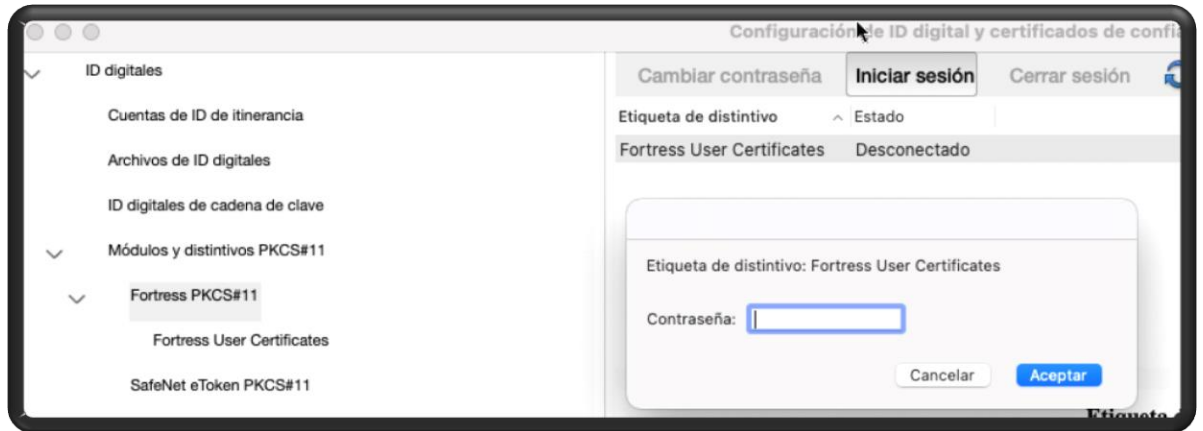 Configuración de ID digital y certificados de
ID digitales
Cuentas de ID de itinerancia
Archivos de ID digitales
ID digitales de cadena de clave
Módulos y distintivos PKCS#11
Fortress PKCS#11
Fortress User Certificates
SafeNet eToken PKCS#11
Cambiar contraseña Iniciar sesión Cerrar sesión
Etiqueta de distintivo Estado
Fortress User Certificates Desconectado
Etiqueta de distintivo: Fortress User Certificates
Contraseña:
Cancelar Aceptar
Etiqueta